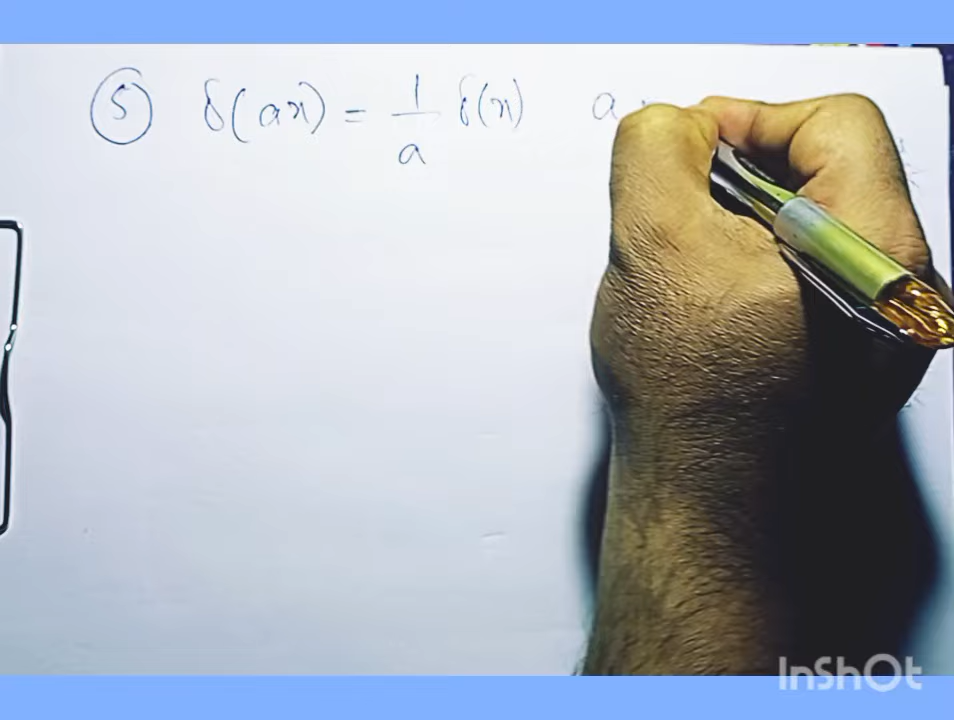 ⑤ δ(ax) = 1/a δ(x) a
InShOt